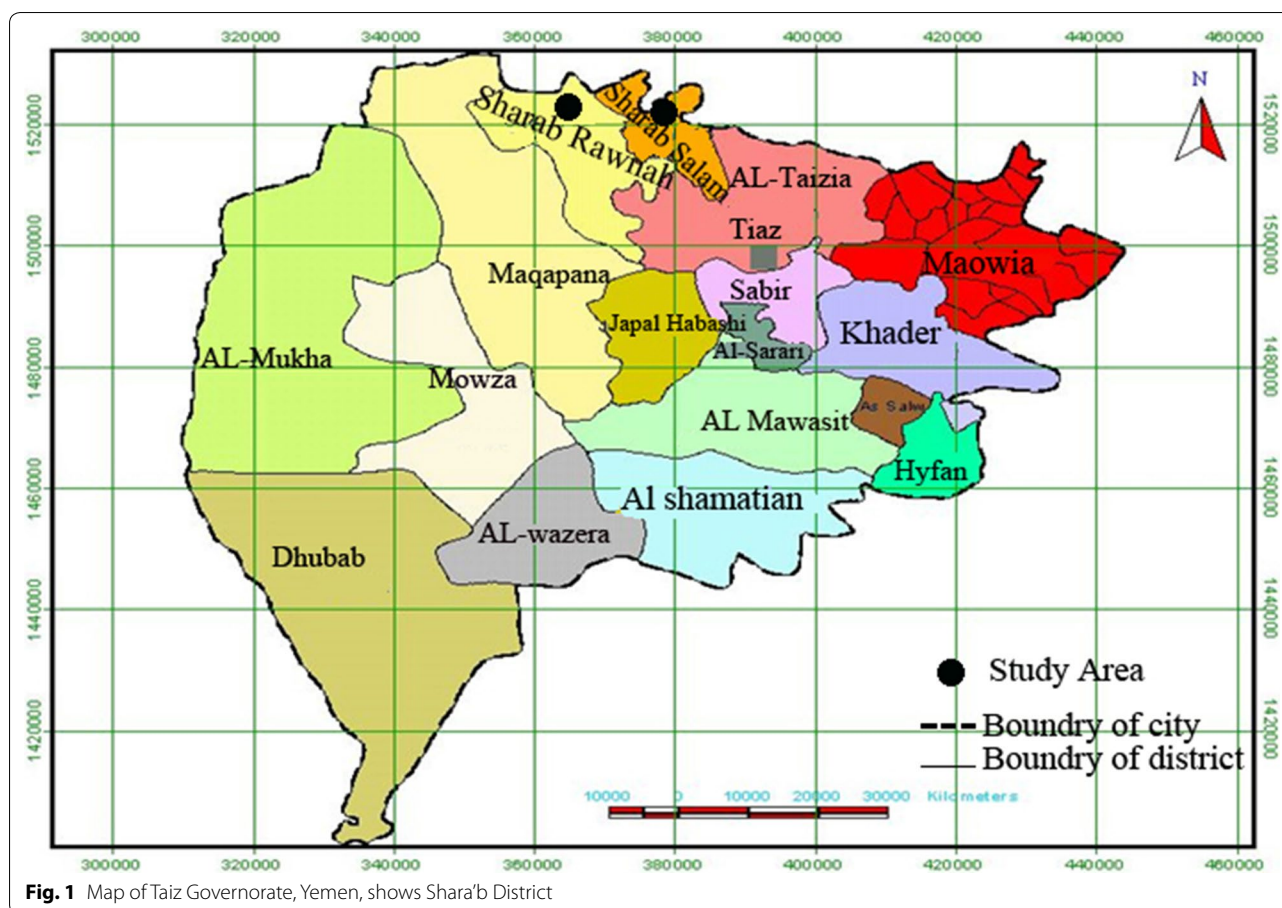 300000 320000 340000 360000 380000 400000 420000 440000 460000
N
1520000
1520000
Sharab Rawnah
Sharab Salam
AL-Taizia
Tiaz
1500000
1500000
Maqapana
Maowia
Sabir
Japal Habashi
Khader
Al-Sarari
AL-Mukha
1480000
1480000
Mowza
As Salw
AL Mawasit
Hyfan
1460000
1460000
Al shamatian
AL-wazera
Dhubab
1440000
1440000
Study Area
Boundry of city
1420000
1420000
Boundry of district
10000 0 10000 20000 30000 Kilometers
300000 320000 340000 360000 380000 400000 420000 440000 460000
Fig. 1 Map of Taiz Governorate, Yemen, shows Shara'b District